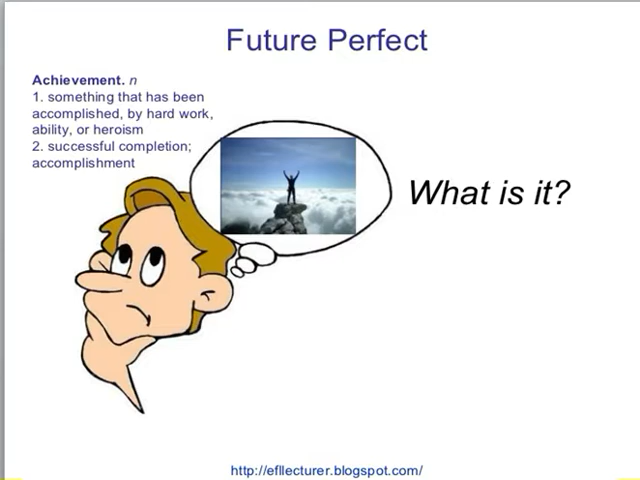 Future Perfect
Achievement. n
1. something that has been
accomplished, by hard work,
ability, or heroism
2. successful completion;
accomplishment
What is it?
http://efllecturer.blogspot.com/